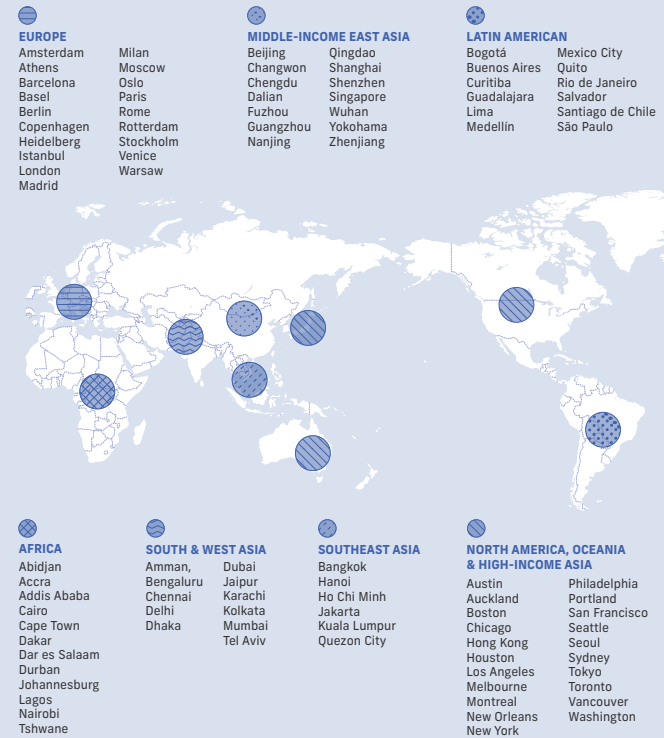 EUROPE
Amsterdam
Athens
Barcelona
Basel
Berlin
Copenhagen
Heidelberg
Istanbul
London
Madrid
Milan
Moscow
Oslo
Paris
Rome
Rotterdam
Stockholm
Venice
Warsaw
MIDDLE-INCOME EAST ASIA
Beijing
Changwon
Chengdu
Dalian
Fuzhou
Guangzhou
Nanjing
Qingdao
Shanghai
Shenzhen
Singapore
Wuhan
Yokohama
Zhenjiang
LATIN AMERICAN
Bogotá
Buenos Aires
Curitiba
Guadalajara
Lima
Medellín
Mexico City
Quito
Rio de Janeiro
Salvador
Santiago de Chile
São Paulo
AFRICA
Abidjan
Accra
Addis Ababa
Cairo
Cape Town
Dakar
Dar es Salaam
Durban
Johannesburg
Lagos
Nairobi
Tshwane
SOUTH & WEST ASIA
Amman,
Bengaluru
Chennai
Delhi
Dhaka
Dubai
Jaipur
Karachi
Kolkata
Mumbai
Tel Aviv
SOUTHEAST ASIA
Bangkok
Hanoi
Ho Chi Minh
Jakarta
Kuala Lumpur
Quezon City
NORTH AMERICA, OCEANIA
& HIGH-INCOME ASIA
Austin
Auckland
Boston
Chicago
Hong Kong
Houston
Los Angeles
Melbourne
Montreal
New Orleans
New York
Philadelphia
Portland
San Francisco
Seattle
Seoul
Sydney
Tokyo
Toronto
Vancouver
Washington